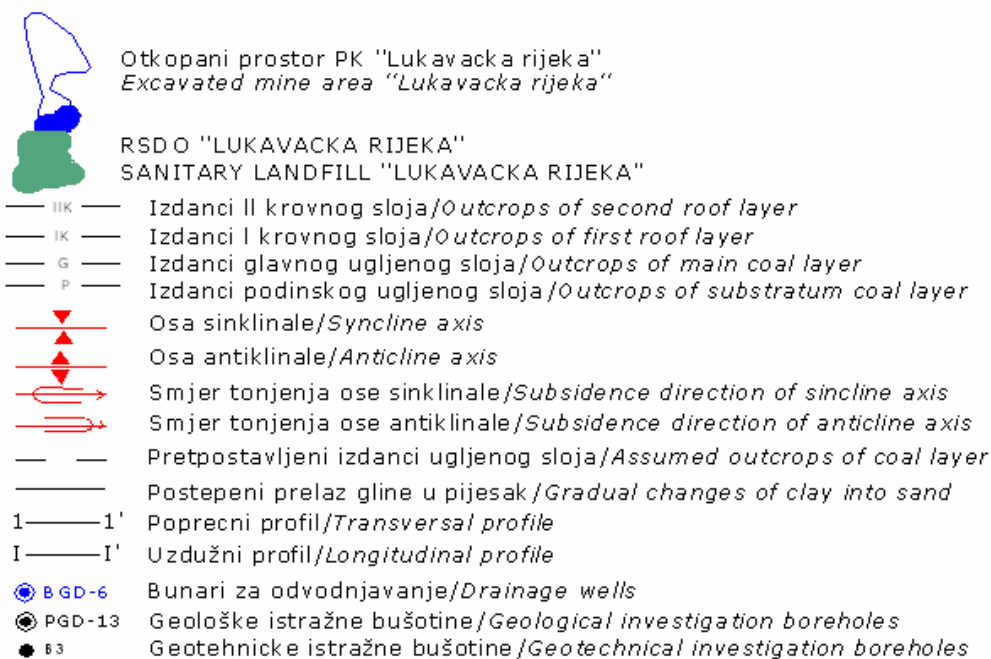 Otkopani prostor PK "Lukavacka rijeka"
Excavated mine area "Lukavacka rijeka"
RSDO "LUKAVACKA RIJEKA"
SANITARY LANDFILL "LUKAVACKA RIJEKA"
IIK Izdanci II krovnog sloja/Outcrops of second roof layer
IK Izdanci I krovnog sloja/Outcrops of first roof layer
G Izdanci glavnog ugljenog sloja/Outcrops of main coal layer
P Izdanci podinskog ugljenog sloja/Outcrops of substratum coal layer
Osa sinklinale/Syncline axis
Osa antiklinale/Anticline axis
Smjer tonjenja ose sinklinale/Subsidence direction of sincline axis
Smjer tonjenja ose antiklinale/Subsidence direction of anticline axis
Pretpostavljeni izdanci ugljenog sloja/Assumed outcrops of coal layer
Postepeni prelaz gline u pijesak/Gradual changes of clay into sand
1 1' Poprecni profil/Transversal profile
I I' Uzdužni profil/Longitudinal profile
BGD-6 Bunari za odvodnjavanje/Drainage wells
PGD-13 Geološke istražne bušotine/Geological investigation boreholes
B3 Geotehnicke istražne bušotine/Geotechnical investigation boreholes